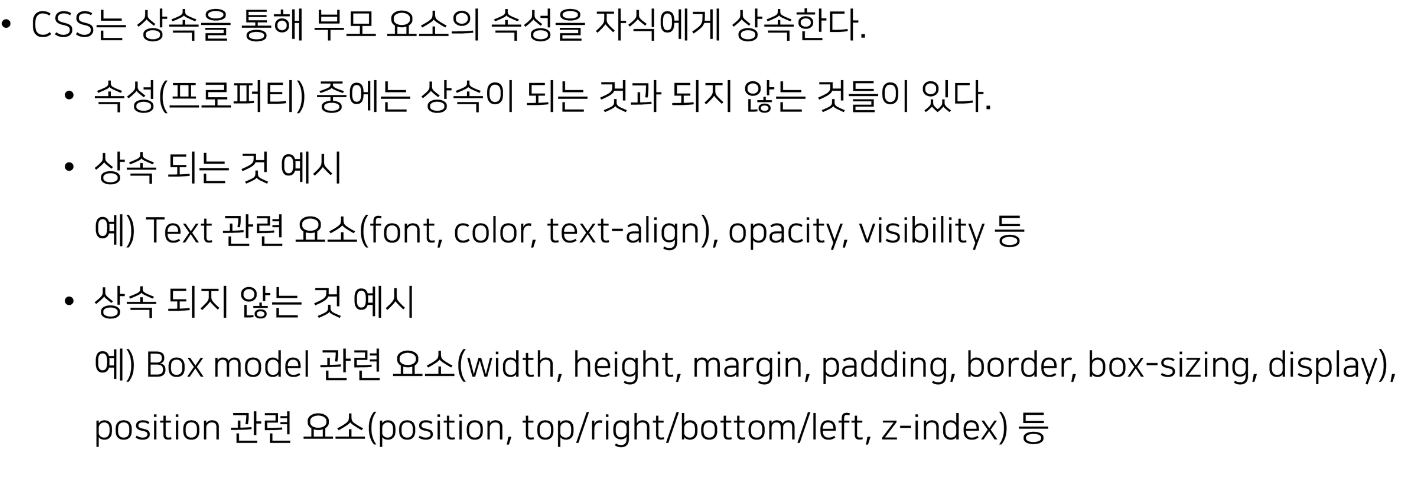 • CSS는 상속을 통해 부모 요소의 속성을 자식에게 상속한다.
• 속성(프로퍼티) 중에는 상속이 되는 것과 되지 않는 것들이 있다.
• 상속 되는 것 예시
예) Text 관련 요소(font, color, text-align), opacity, visibility 등
• 상속 되지 않는 것 예시
예) Box model 관련 요소(width, height, margin, padding, border, box-sizing, display),
position 관련 요소(position, top/right/bottom/left, z-index) 등